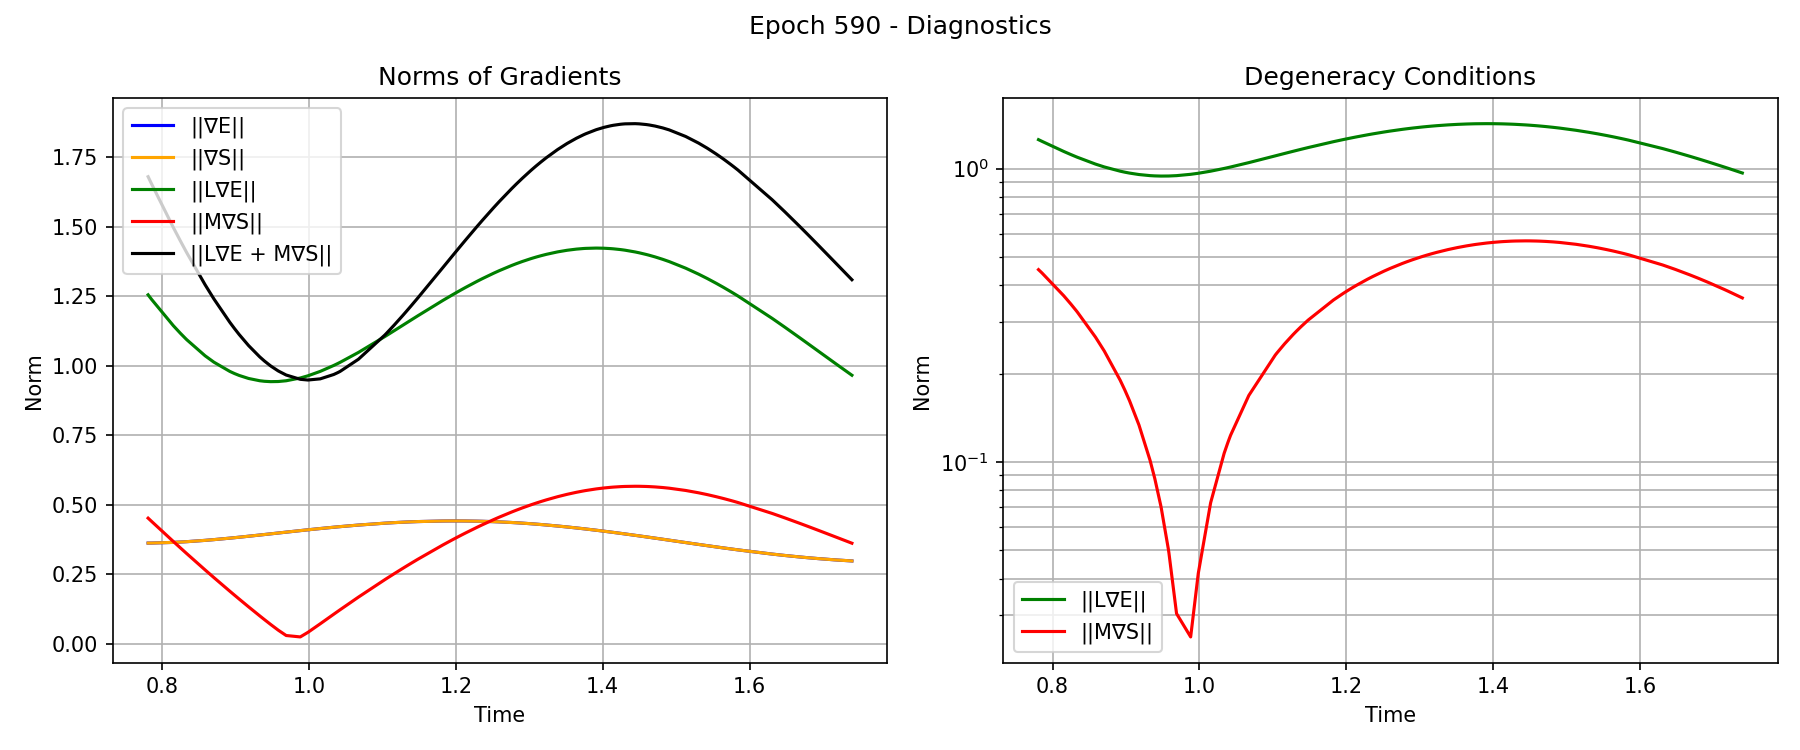 Epoch 590 - Diagnostics
Norms of Gradients
||∇E||
||∇S||
||L∇E||
||M∇S||
||L∇E + M∇S||
Norm
1.75
1.50
1.25
1.00
0.75
0.50
0.25
0.00
0.8
1.0
1.2
1.4
1.6
Time
Degeneracy Conditions
Norm
10⁰
10⁻¹
||L∇E||
||M∇S||
0.8
1.0
1.2
1.4
1.6
Time